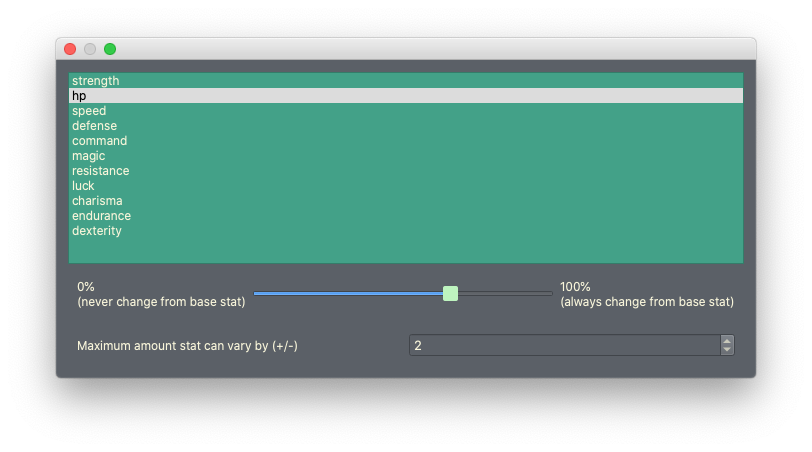 strength
hp
speed
defense
command
magic
resistance
luck
charisma
endurance
dexterity
0%
(never change from base stat)
100%
(always change from base stat)
Maximum amount stat can vary by (+/-)
2